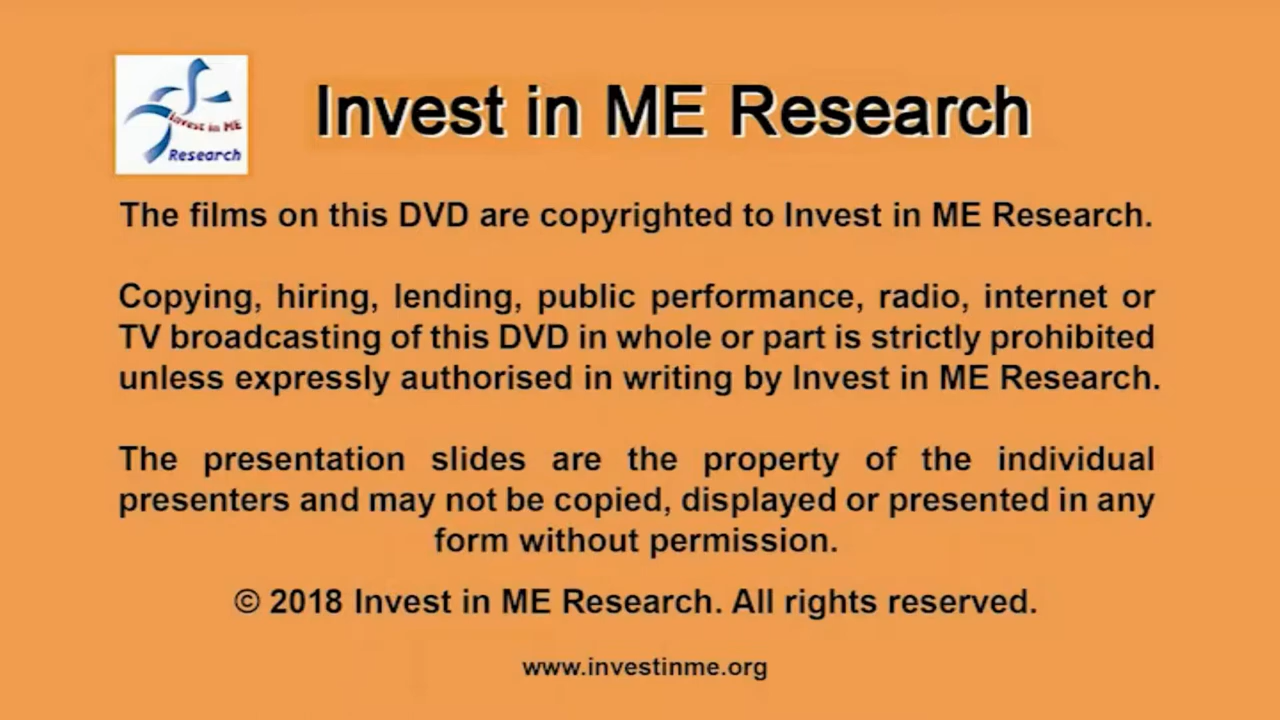 Invest in ME
Research
Invest in ME Research
The films on this DVD are copyrighted to Invest in ME Research.
Copying, hiring, lending, public performance, radio, internet or
TV broadcasting of this DVD in whole or part is strictly prohibited
unless expressly authorised in writing by Invest in ME Research.
The presentation slides are the property of the individual
presenters and may not be copied, displayed or presented in any
form without permission.
© 2018 Invest in ME Research. All rights reserved.
www.investinme.org